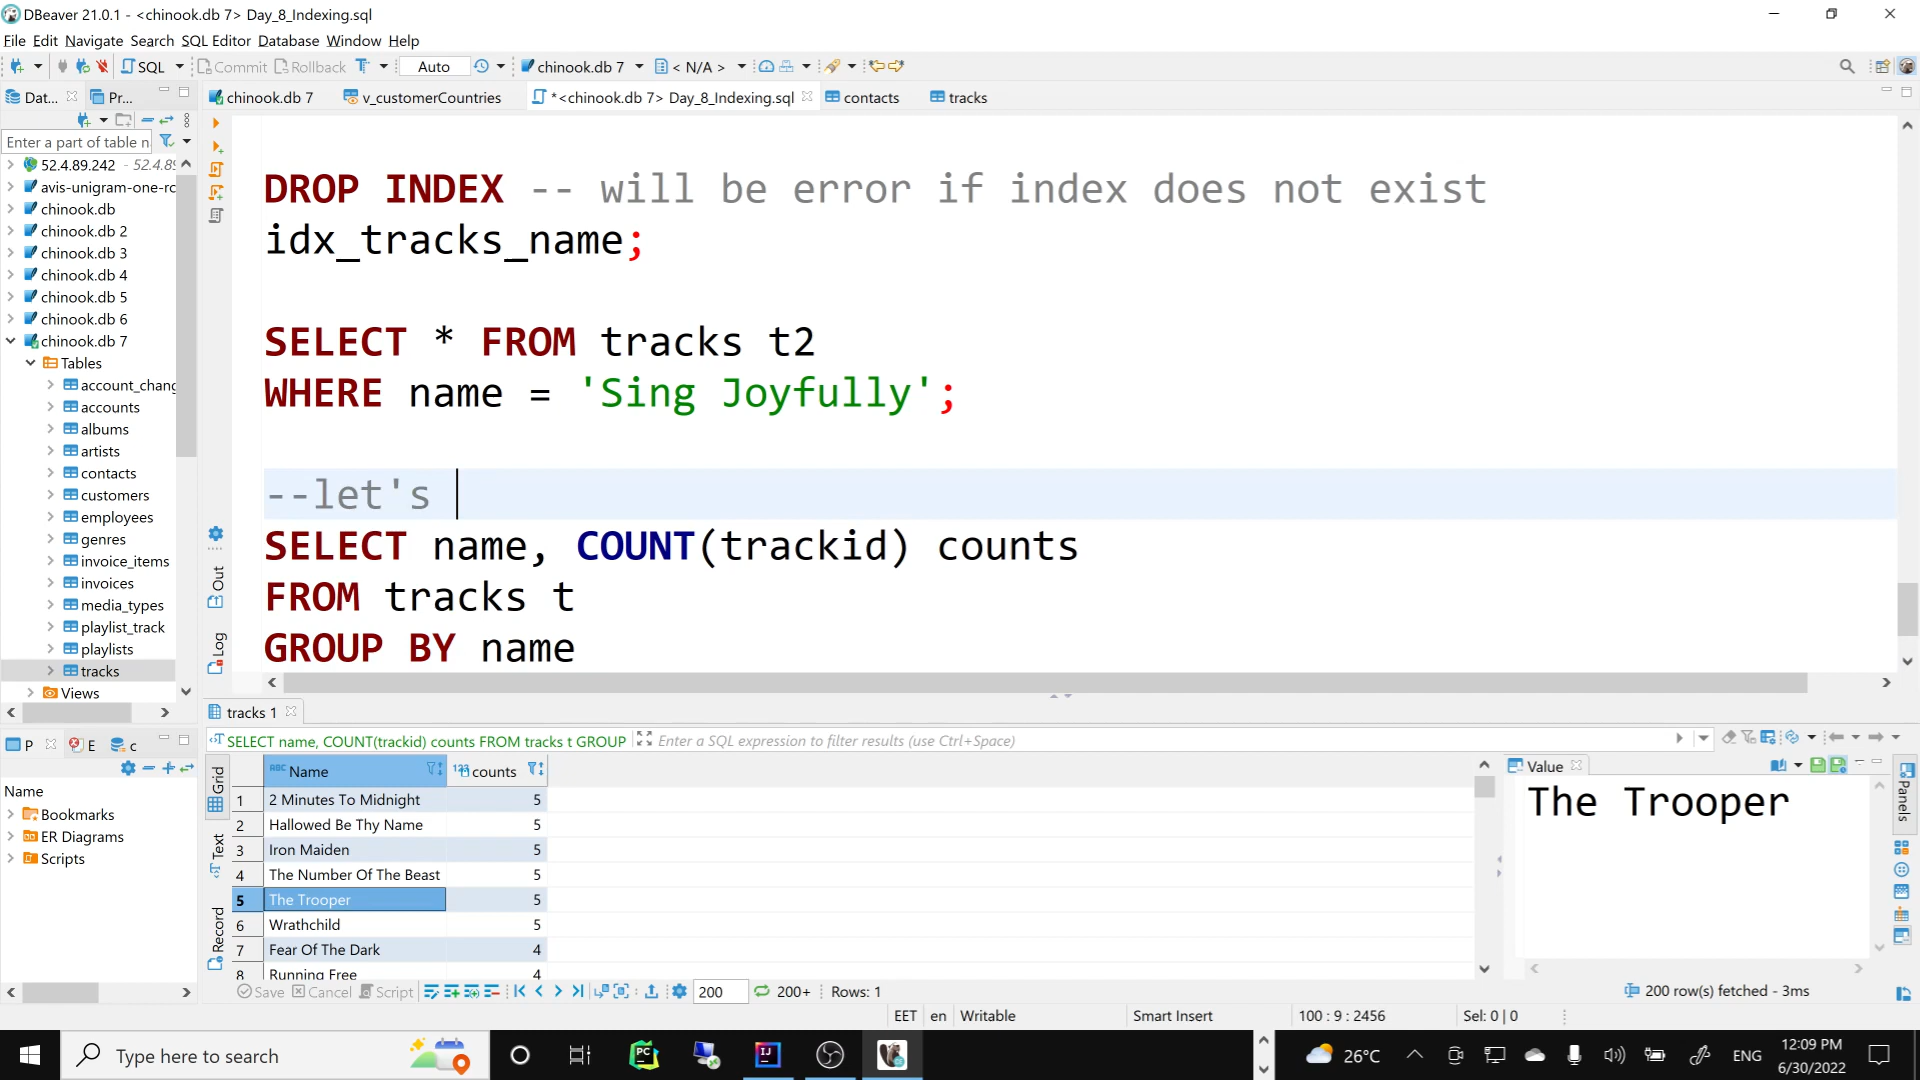 DBeaver 21.0.1 - <chinook.db 7> Day_8_Indexing.sql
File Edit Navigate Search SQL Editor Database Window Help
SQL Commit Rollback Auto chinook.db 7 < N/A >
Dat... Pr... chinook.db 7 v_customerCountries *<chinook.db 7> Day_8_Indexing.sql contacts tracks
Enter a part of table n
52.4.89.242 - 52.4.89
avis-unigram-one-rc
chinook.db
chinook.db 2
chinook.db 3
chinook.db 4
chinook.db 5
chinook.db 6
chinook.db 7
Tables
account_chang
accounts
albums
artists
contacts
customers
employees
genres
invoice_items
invoices
media_types
playlist_track
playlists
tracks
Views
DROP INDEX -- will be error if index does not exist
idx_tracks_name;
SELECT * FROM tracks t2
WHERE name = 'Sing Joyfully';
--let's
SELECT name, COUNT(trackid) counts
FROM tracks t
GROUP BY name
Out
Log
P E c
Name
Bookmarks
ER Diagrams
Scripts
tracks 1
SELECT name, COUNT(trackid) counts FROM tracks t GROUP Enter a SQL expression to filter results (use Ctrl+Space)
Grid
Text
Record
ABC Name 123 counts
1 2 Minutes To Midnight 5
2 Hallowed Be Thy Name 5
3 Iron Maiden 5
4 The Number Of The Beast 5
5 The Trooper 5
6 Wrathchild 5
7 Fear Of The Dark 4
8 Running Free 4
Value
The Trooper
Panels
Save Cancel Script 200 200+ Rows: 1
200 row(s) fetched - 3ms
EET en Writable Smart Insert 100 : 9 : 2456 Sel: 0 | 0
Type here to search
PC
IJ
26°C
ENG
12:09 PM
6/30/2022